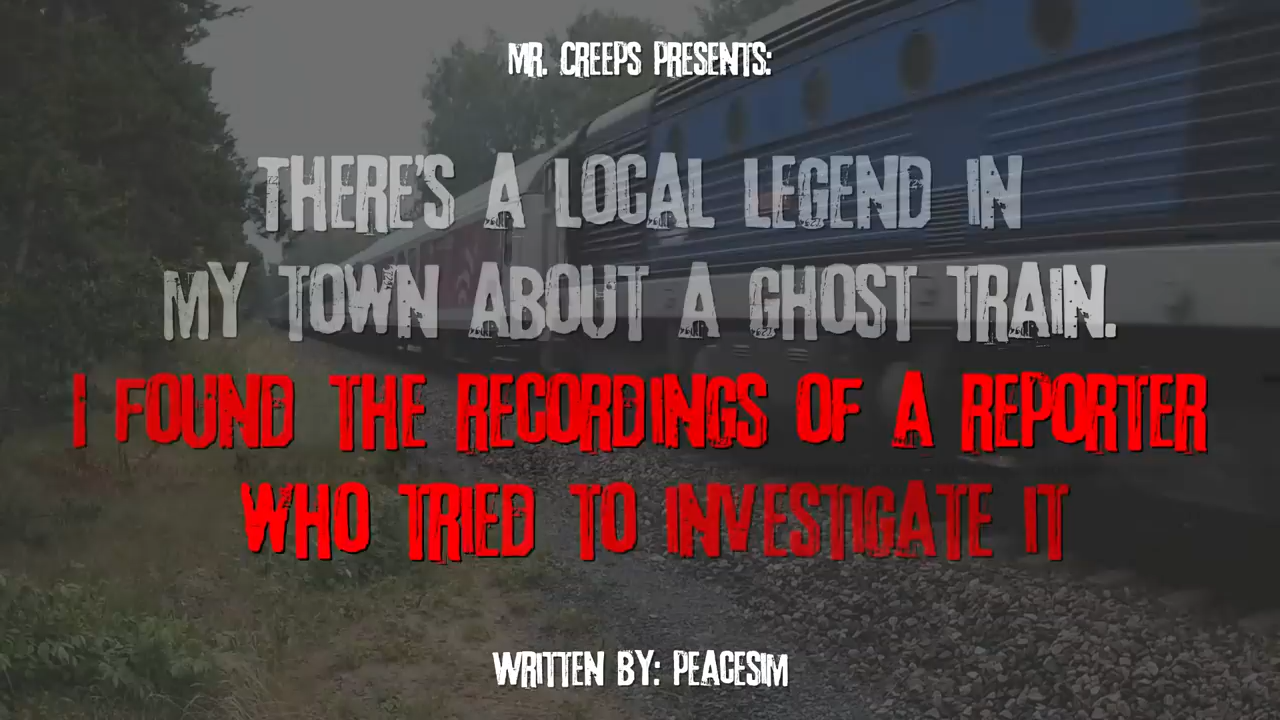 MR. CREEPS PRESENTS:
THERE'S A LOCAL LEGEND IN
MY TOWN ABOUT A GHOST TRAIN.
I FOUND THE RECORDINGS OF A REPORTER
WHO TRIED TO INVESTIGATE IT
WRITTEN BY: PEACESIM